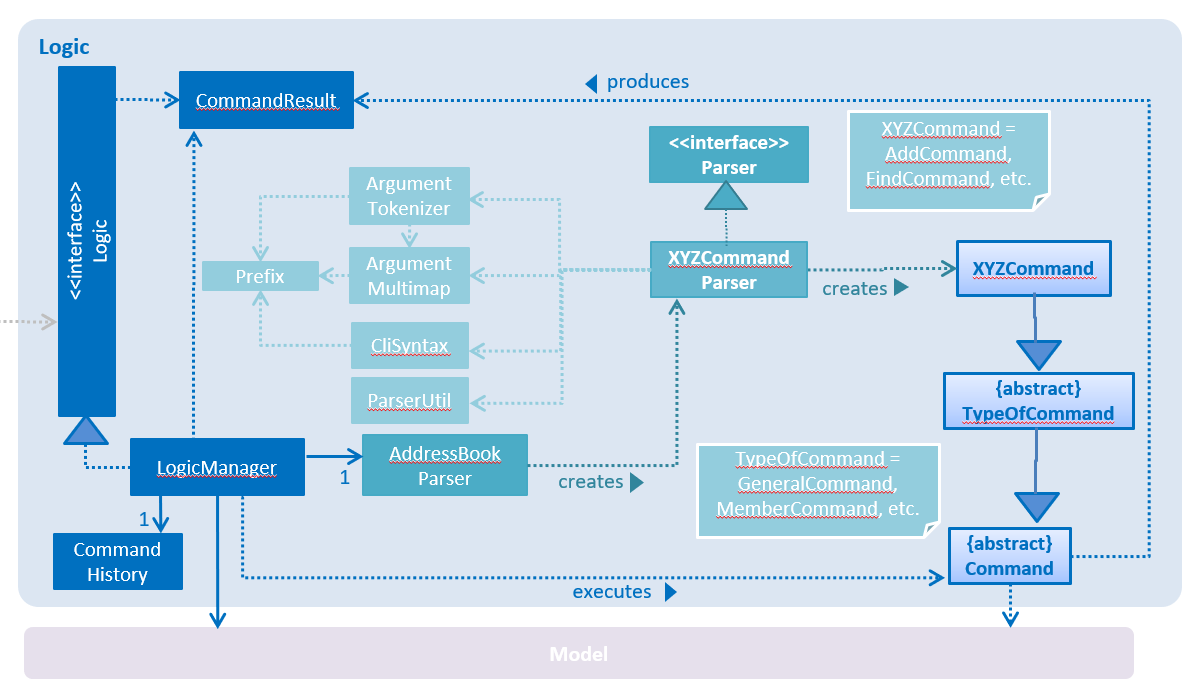 Logic
<<interface>>
Logic
CommandResult
produces
<<interface>>
Parser
XYZCommand =
AddCommand,
FindCommand, etc.
Argument
Tokenizer
Prefix
Argument
Multimap
XYZCommand
Parser
creates
XYZCommand
CliSyntax
ParserUtil
{abstract}
TypeOfCommand
LogicManager
1
AddressBook
Parser
creates
TypeOfCommand =
GeneralCommand,
MemberCommand, etc.
1
Command
History
executes
{abstract}
Command
Model